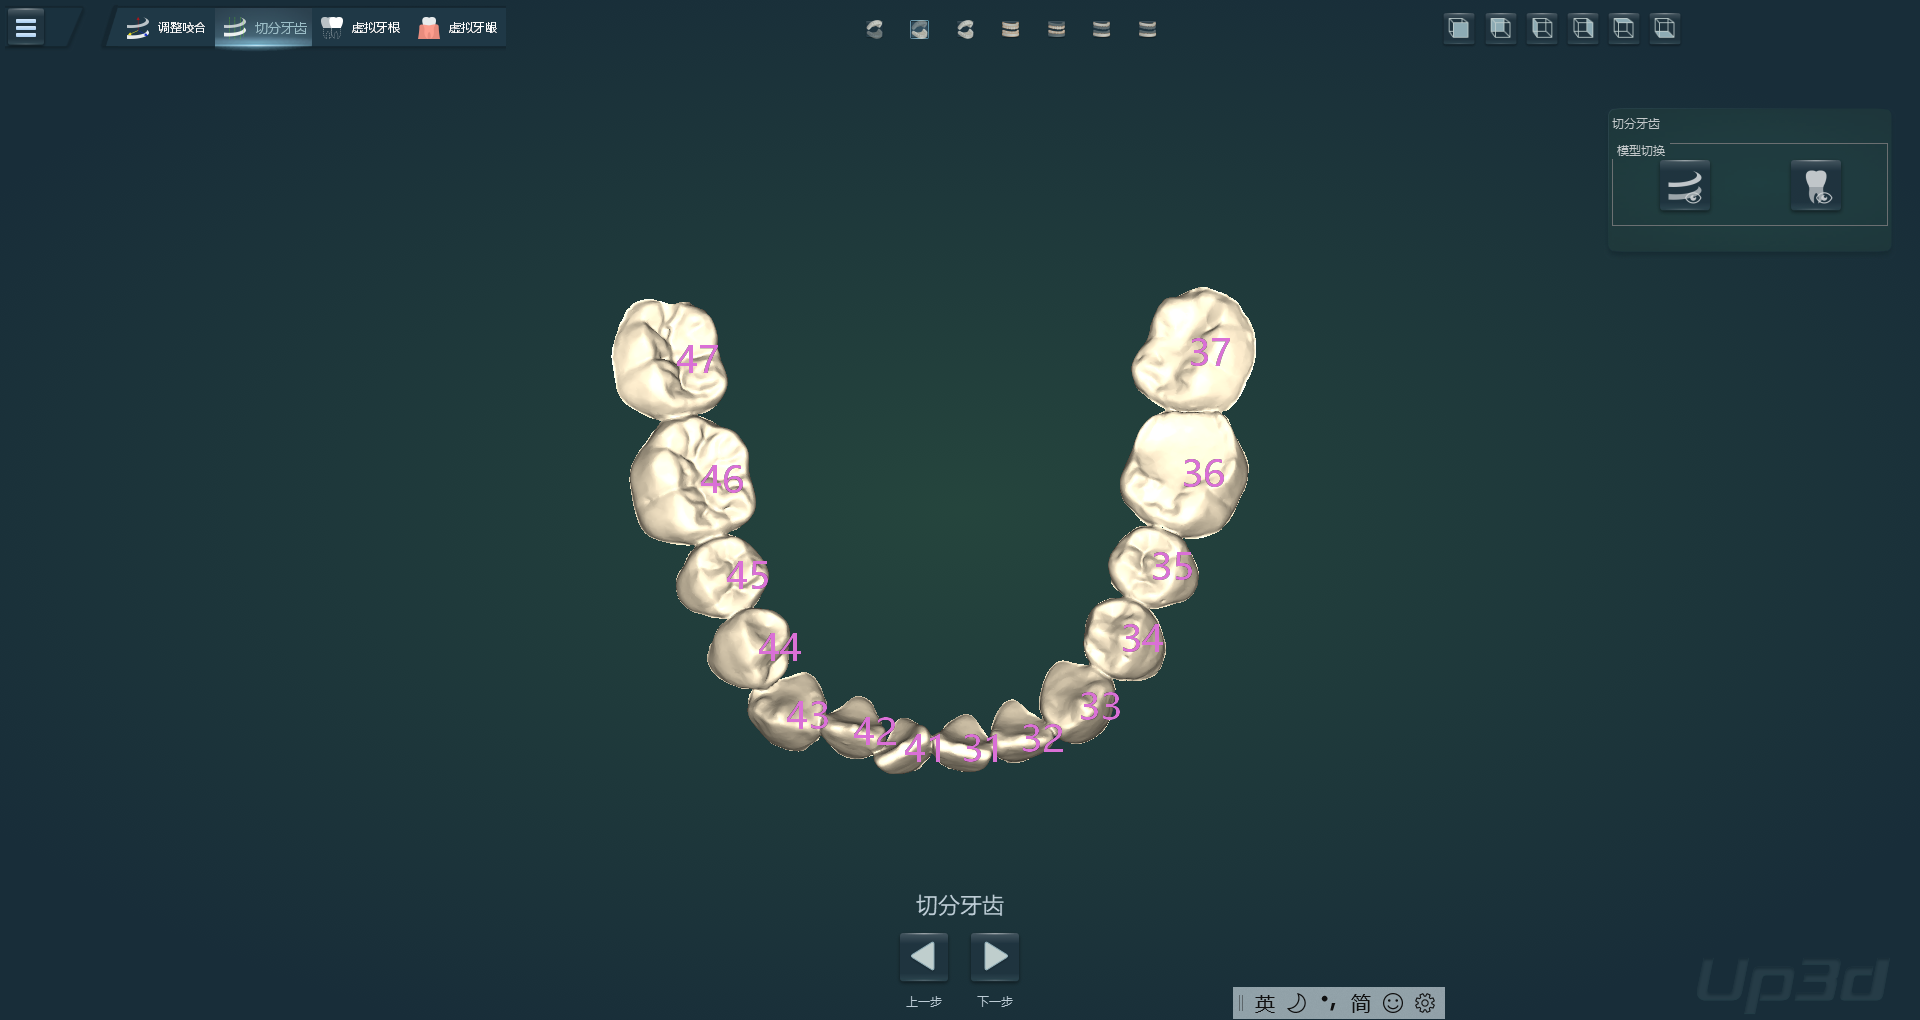 调整咬合 切分牙齿 虚拟牙根 虚拟牙龈
切分牙齿
模型切换
47 37
46 36
45 35
44 34
43 33
42 32
41 31
切分牙齿
上一步 下一步
Up3d
英 简